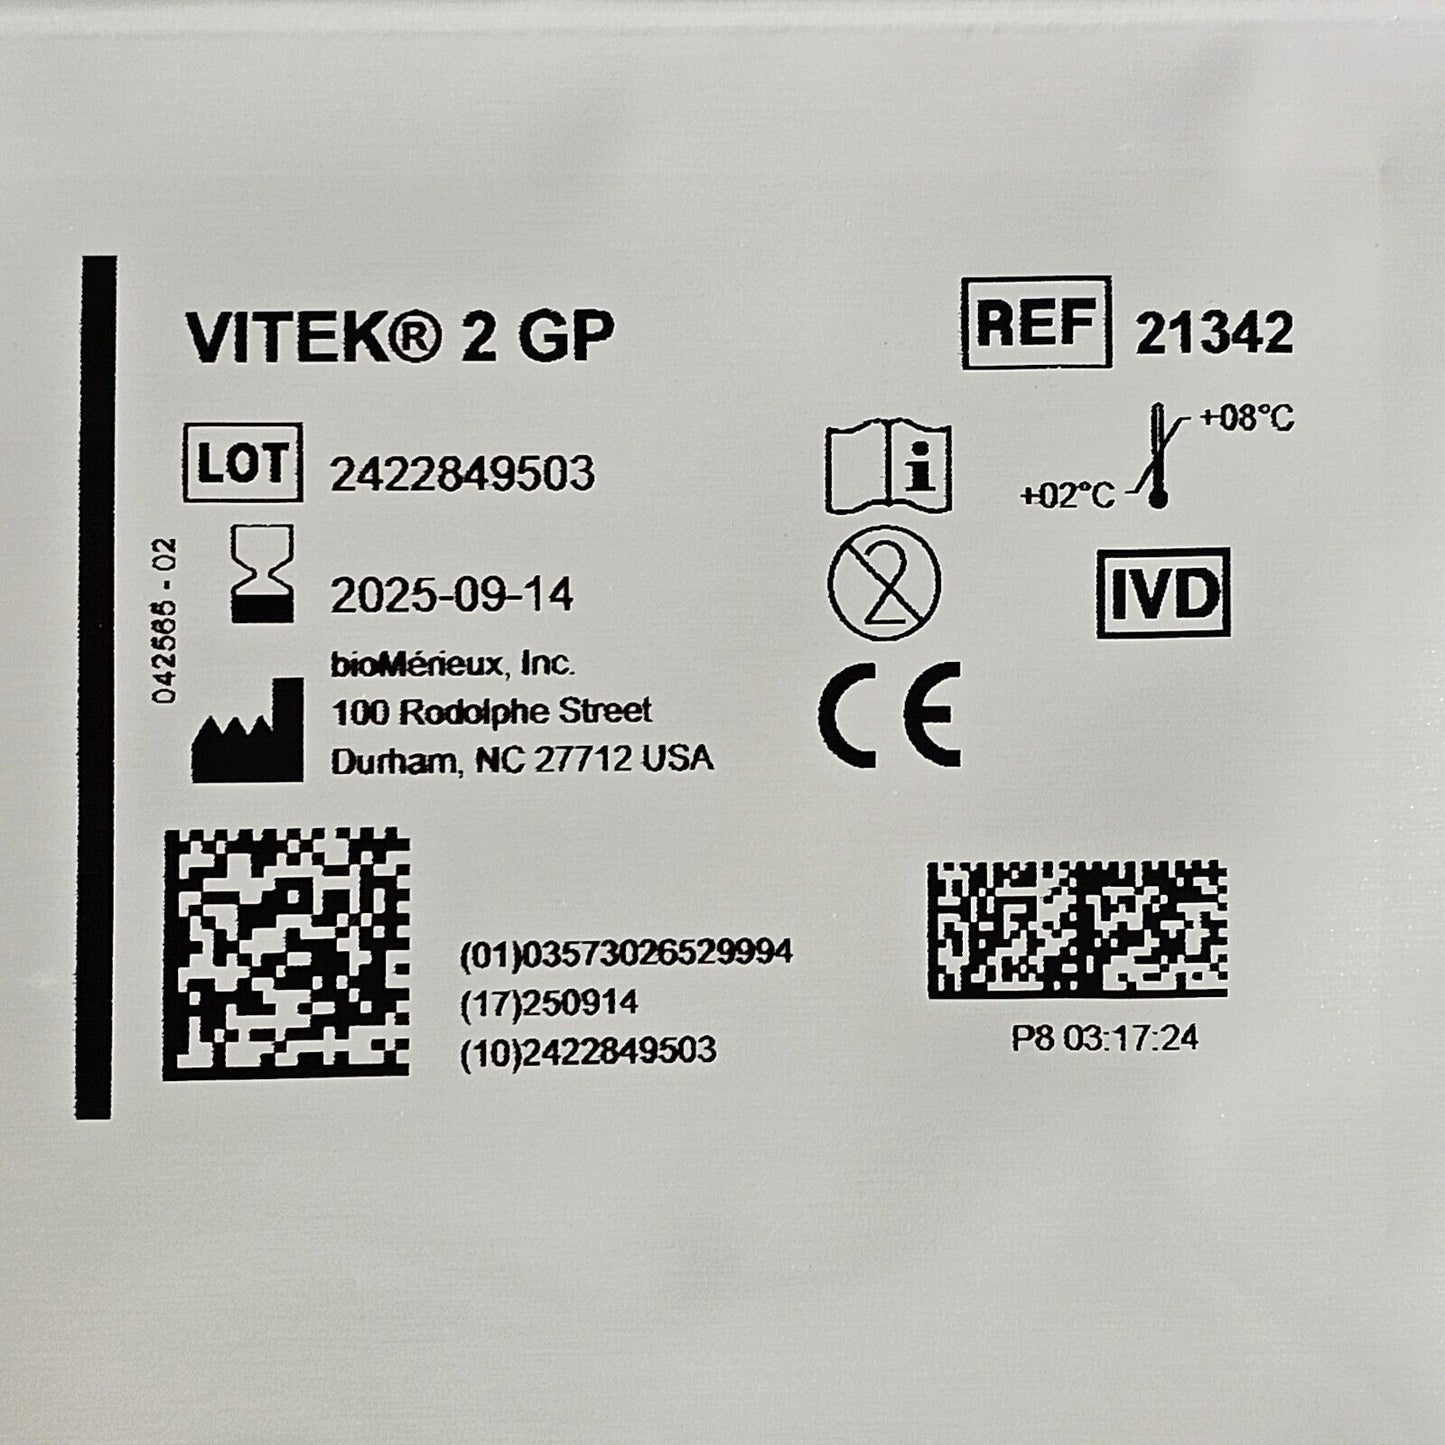 VITEK® 2 GP
REF 21342
LOT 2422849503
+08°C
+02°C
2025-09-14
IVD
042565 - 02
bioMérieux, Inc.
100 Rodolphe Street
Durham, NC 27712 USA
CE
(01)03573026529994
(17)250914
(10)2422849503
P8 03:17:24